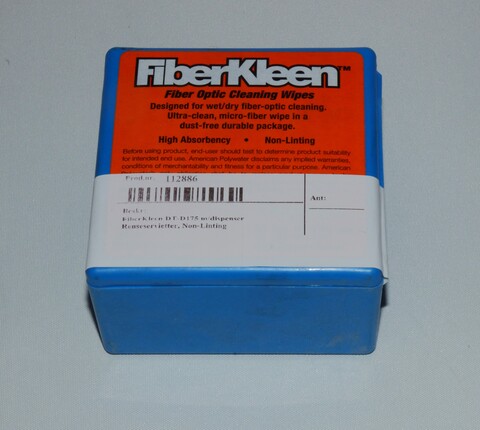 FiberKleen™
Fiber Optic Cleaning Wipes
Designed for wet/dry fiber-optic cleaning.
Ultra-clean, micro-fiber wipe in a
dust-free durable package.
High Absorbency • Non-Linting
Before using product, end-use should test to determine product suitability
for intended end use. American Polywater disclaims any implied warranties,
conditions of mechantability and fitness for a particular purpose. American
Prod.nr. 112886
Ant:
Beskr:
FiberKleen DT-D175 m/dispenser
Renseservietter, Non-Linting